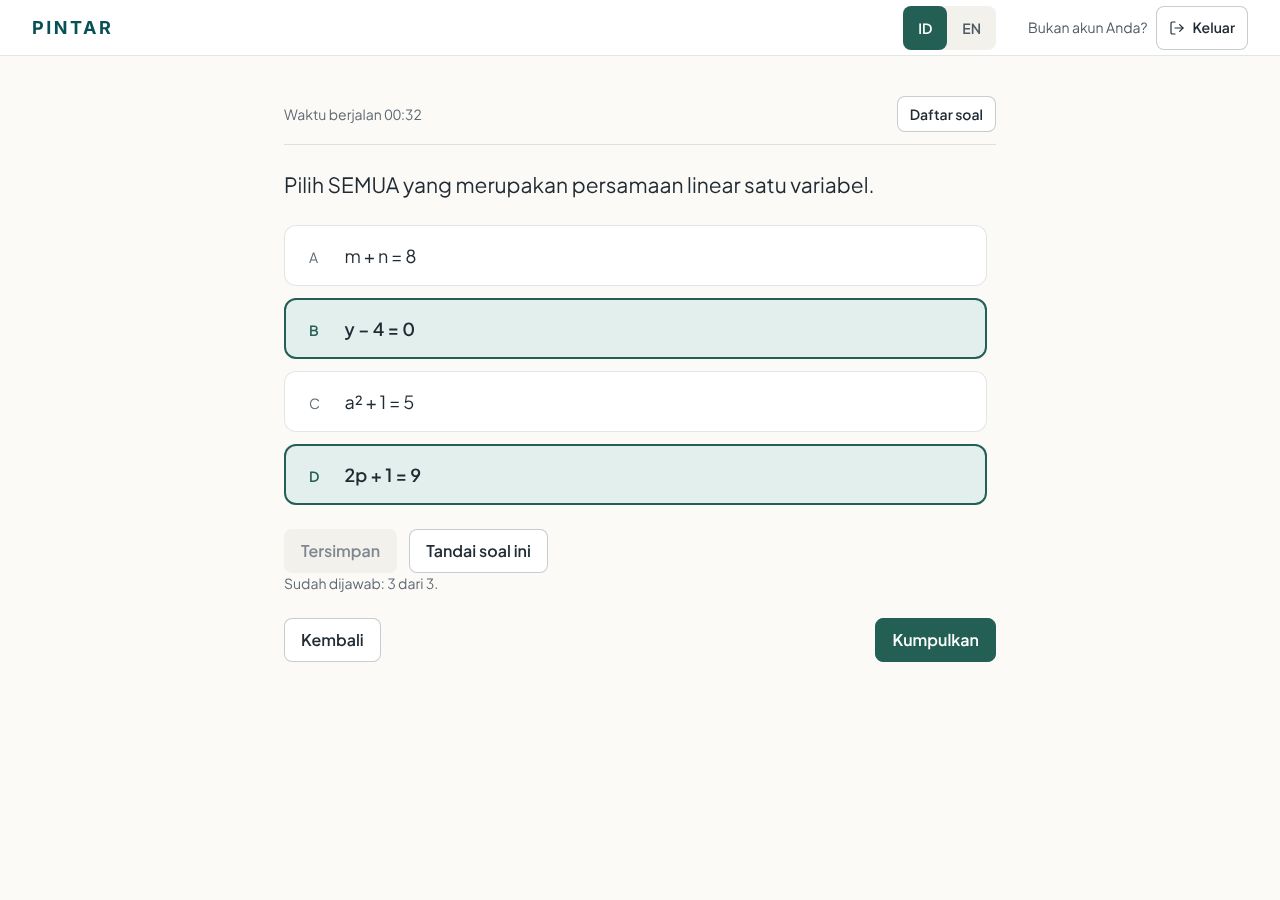 PINTAR
ID EN Bukan akun Anda? Keluar
Waktu berjalan 00:32 Daftar soal
Pilih SEMUA yang merupakan persamaan linear satu variabel.
A m + n = 8
B y − 4 = 0
C a² + 1 = 5
D 2p + 1 = 9
Tersimpan Tandai soal ini
Sudah dijawab: 3 dari 3.
Kembali Kumpulkan